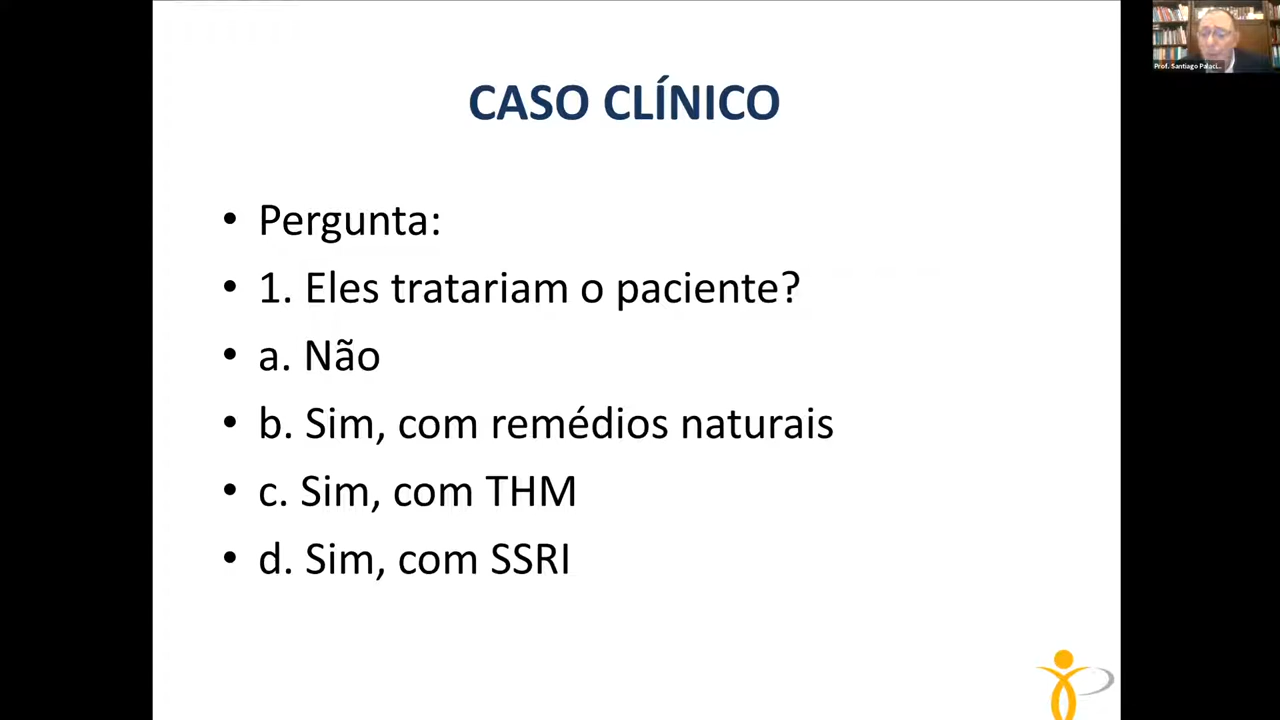 CASO CLÍNICO
• Pergunta:
• 1. Eles tratariam o paciente?
• a. Não
• b. Sim, com remédios naturais
• c. Sim, com THM
• d. Sim, com SSRI
Prof. Santiago Palaci...